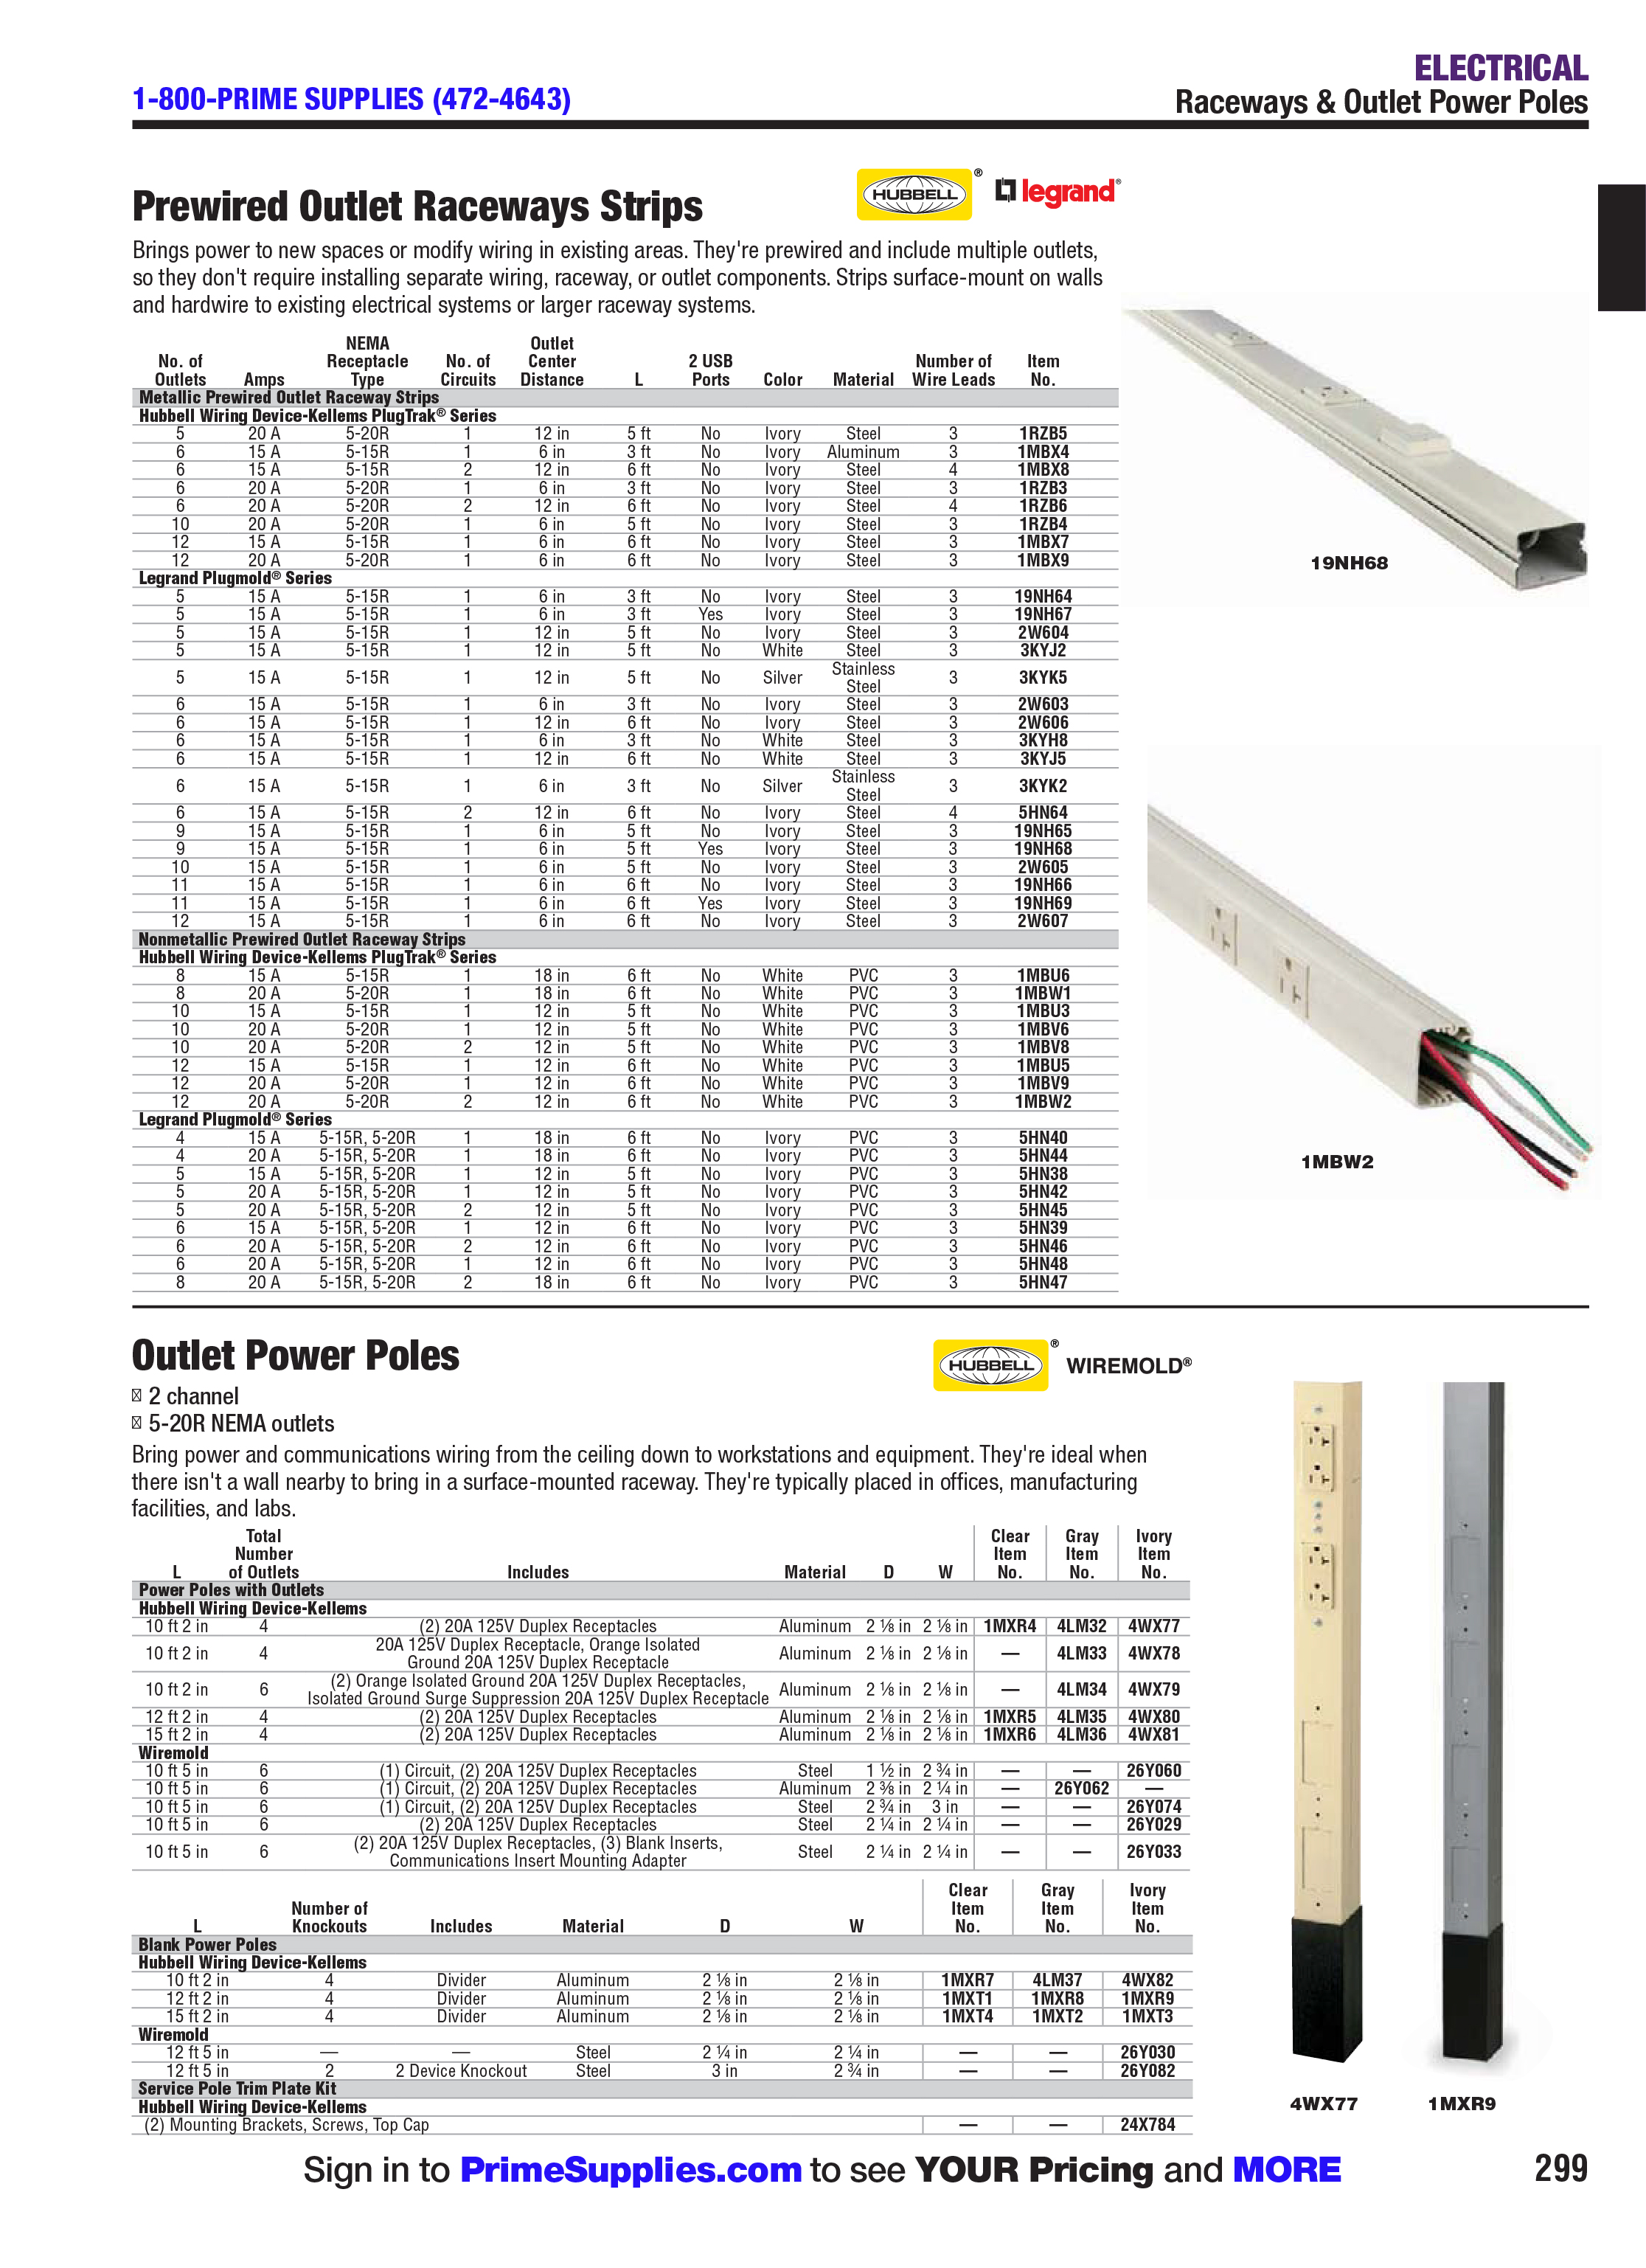 ELECTRICAL
1-800-PRIME SUPPLIES (472-4643)
Raceways & Outlet Power Poles
Prewired Outlet Raceways Strips
HUBBELL® legrand®
Brings power to new spaces or modify wiring in existing areas. They're prewired and include multiple outlets,
so they don't require installing separate wiring, raceway, or outlet components. Strips surface-mount on walls
and hardwire to existing electrical systems or larger raceway systems.
NEMA Outlet
No. of Receptacle No. of Center 2 USB Number of Item
Outlets Amps Type Circuits Distance L Ports Color Material Wire Leads No.
Metallic Prewired Outlet Raceway Strips
Hubbell Wiring Device-Kellems PlugTrak® Series
5 20 A 5-20R 1 12 in 5 ft No Ivory Steel 3 1RZB5
6 15 A 5-15R 1 6 in 3 ft No Ivory Aluminum 3 1MBX4
6 15 A 5-15R 2 12 in 6 ft No Ivory Steel 4 1MBX8
6 20 A 5-20R 1 6 in 3 ft No Ivory Steel 3 1RZB3
6 20 A 5-20R 2 12 in 6 ft No Ivory Steel 4 1RZB6
10 20 A 5-20R 1 6 in 5 ft No Ivory Steel 3 1RZB4
12 15 A 5-15R 1 6 in 6 ft No Ivory Steel 3 1MBX7
12 20 A 5-20R 1 6 in 6 ft No Ivory Steel 3 1MBX9
Legrand Plugmold® Series
5 15 A 5-15R 1 6 in 3 ft No Ivory Steel 3 19NH64
5 15 A 5-15R 1 6 in 3 ft Yes Ivory Steel 3 19NH67
5 15 A 5-15R 1 12 in 5 ft No Ivory Steel 3 2W604
5 15 A 5-15R 1 12 in 5 ft No White Steel 3 3KYJ2
5 15 A 5-15R 1 12 in 5 ft No Silver Stainless Steel 3 3KYK5
6 15 A 5-15R 1 6 in 3 ft No Ivory Steel 3 2W603
6 15 A 5-15R 1 12 in 6 ft No Ivory Steel 3 2W606
6 15 A 5-15R 1 6 in 3 ft No White Steel 3 3KYH8
6 15 A 5-15R 1 12 in 6 ft No White Steel 3 3KYJ5
6 15 A 5-15R 1 6 in 3 ft No Silver Stainless Steel 3 3KYK2
6 15 A 5-15R 2 12 in 6 ft No Ivory Steel 4 5HN64
9 15 A 5-15R 1 6 in 5 ft No Ivory Steel 3 19NH65
9 15 A 5-15R 1 6 in 5 ft Yes Ivory Steel 3 19NH68
10 15 A 5-15R 1 6 in 5 ft No Ivory Steel 3 2W605
11 15 A 5-15R 1 6 in 6 ft No Ivory Steel 3 19NH66
11 15 A 5-15R 1 6 in 6 ft Yes Ivory Steel 3 19NH69
12 15 A 5-15R 1 6 in 6 ft No Ivory Steel 3 2W607
Nonmetallic Prewired Outlet Raceway Strips
Hubbell Wiring Device-Kellems PlugTrak® Series
8 15 A 5-15R 1 18 in 6 ft No White PVC 3 1MBU6
8 20 A 5-20R 1 18 in 6 ft No White PVC 3 1MBW1
10 15 A 5-15R 1 12 in 5 ft No White PVC 3 1MBU3
10 20 A 5-20R 1 12 in 5 ft No White PVC 3 1MBV6
10 20 A 5-20R 2 12 in 5 ft No White PVC 3 1MBV8
12 15 A 5-15R 1 12 in 6 ft No White PVC 3 1MBU5
12 20 A 5-20R 1 12 in 6 ft No White PVC 3 1MBV9
12 20 A 5-20R 2 12 in 6 ft No White PVC 3 1MBW2
Legrand Plugmold® Series
4 15 A 5-15R, 5-20R 1 18 in 6 ft No Ivory PVC 3 5HN40
4 20 A 5-15R, 5-20R 1 18 in 6 ft No Ivory PVC 3 5HN44
5 15 A 5-15R, 5-20R 1 12 in 5 ft No Ivory PVC 3 5HN38
5 20 A 5-15R, 5-20R 1 12 in 5 ft No Ivory PVC 3 5HN42
5 20 A 5-15R, 5-20R 2 12 in 5 ft No Ivory PVC 3 5HN45
6 15 A 5-15R, 5-20R 1 12 in 6 ft No Ivory PVC 3 5HN39
6 20 A 5-15R, 5-20R 2 12 in 6 ft No Ivory PVC 3 5HN46
6 20 A 5-15R, 5-20R 1 12 in 6 ft No Ivory PVC 3 5HN48
8 20 A 5-15R, 5-20R 2 18 in 6 ft No Ivory PVC 3 5HN47
19NH68
1MBW2
Outlet Power Poles
HUBBELL® WIREMOLD®
2 channel
5-20R NEMA outlets
Bring power and communications wiring from the ceiling down to workstations and equipment. They're ideal when
there isn't a wall nearby to bring in a surface-mounted raceway. They're typically placed in offices, manufacturing
facilities, and labs.
Total Clear Gray Ivory
Number Item Item Item
L of Outlets Includes Material D W No. No. No.
Power Poles with Outlets
Hubbell Wiring Device-Kellems
10 ft 2 in 4 (2) 20A 125V Duplex Receptacles Aluminum 2 ⅛ in 2 ⅛ in 1MXR4 4LM32 4WX77
10 ft 2 in 4 20A 125V Duplex Receptacle, Orange Isolated Ground 20A 125V Duplex Receptacle Aluminum 2 ⅛ in 2 ⅛ in — 4LM33 4WX78
10 ft 2 in 6 (2) Orange Isolated Ground 20A 125V Duplex Receptacles, Isolated Ground Surge Suppression 20A 125V Duplex Receptacle Aluminum 2 ⅛ in 2 ⅛ in — 4LM34 4WX79
12 ft 2 in 4 (2) 20A 125V Duplex Receptacles Aluminum 2 ⅛ in 2 ⅛ in 1MXR5 4LM35 4WX80
15 ft 2 in 4 (2) 20A 125V Duplex Receptacles Aluminum 2 ⅛ in 2 ⅛ in 1MXR6 4LM36 4WX81
Wiremold
10 ft 5 in 6 (1) Circuit, (2) 20A 125V Duplex Receptacles Steel 1 ½ in 2 ¾ in — — 26Y060
10 ft 5 in 6 (1) Circuit, (2) 20A 125V Duplex Receptacles Aluminum 2 ⅜ in 2 ¼ in — 26Y062 —
10 ft 5 in 6 (1) Circuit, (2) 20A 125V Duplex Receptacles Steel 2 ¾ in 3 in — — 26Y074
10 ft 5 in 6 (2) 20A 125V Duplex Receptacles Steel 2 ¼ in 2 ¼ in — — 26Y029
10 ft 5 in 6 (2) 20A 125V Duplex Receptacles, (3) Blank Inserts, Communications Insert Mounting Adapter Steel 2 ¼ in 2 ¼ in — — 26Y033
Clear Gray Ivory
Number of Item Item Item
L Knockouts Includes Material D W No. No. No.
Blank Power Poles
Hubbell Wiring Device-Kellems
10 ft 2 in 4 Divider Aluminum 2 ⅛ in 2 ⅛ in 1MXR7 4LM37 4WX82
12 ft 2 in 4 Divider Aluminum 2 ⅛ in 2 ⅛ in 1MXT1 1MXR8 1MXR9
15 ft 2 in 4 Divider Aluminum 2 ⅛ in 2 ⅛ in 1MXT4 1MXT2 1MXT3
Wiremold
12 ft 5 in — — Steel 2 ¼ in 2 ¼ in — — 26Y030
12 ft 5 in 2 2 Device Knockout Steel 3 in 2 ¾ in — — 26Y082
Service Pole Trim Plate Kit
Hubbell Wiring Device-Kellems
(2) Mounting Brackets, Screws, Top Cap — — 24X784
4WX77 1MXR9
Sign in to PrimeSupplies.com to see YOUR Pricing and MORE
299